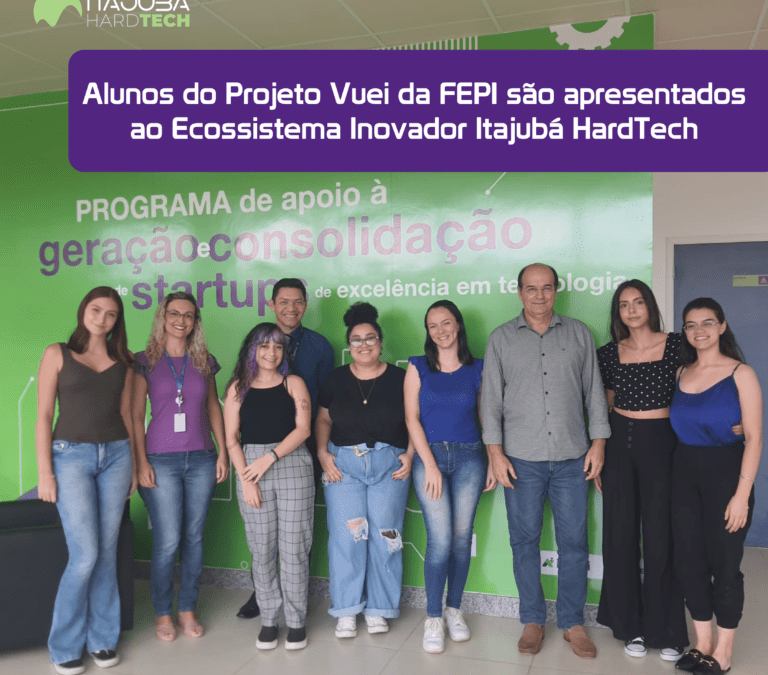 ITAJUBÁ
HARDTECH
Alunos do Projeto Vuei da FEPI são apresentados
ao Ecossistema Inovador Itajubá HardTech
PROGRAMA de apoio à
geração e consolidação
de startups de excelência em tecnologia